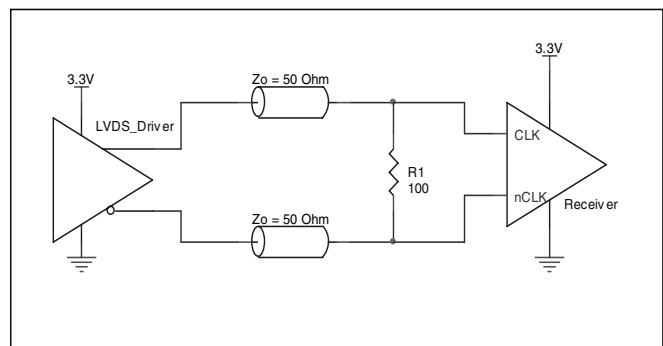 3.3V
LVDS_Driver
Zo = 50 Ohm
Zo = 50 Ohm
R1
100
3.3V
CLK
nCLK
Receiver